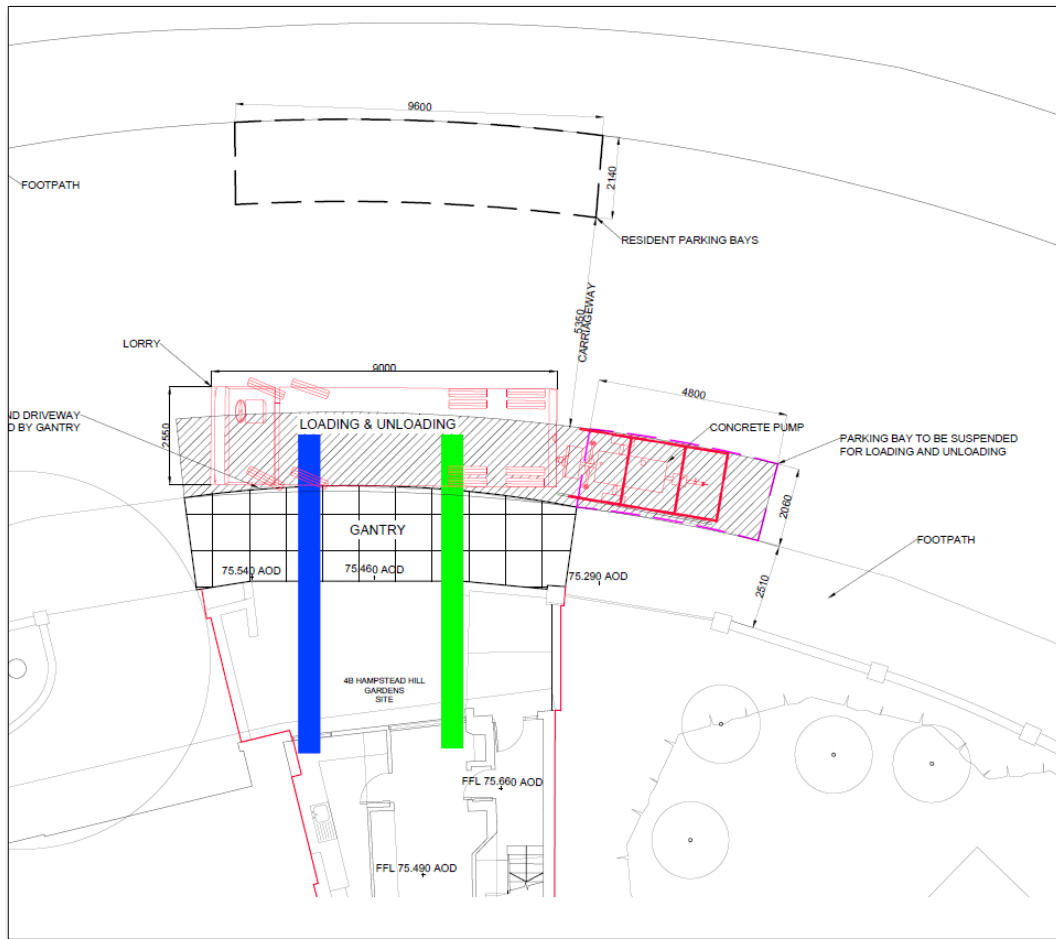 9600
FOOTPATH
2140
RESIDENT PARKING BAYS
5350
CARRIAGEWAY
LORRY
9000
4800
ND DRIVEWAY
D BY GANTRY
2550
LOADING & UNLOADING
CONCRETE PUMP
PARKING BAY TO BE SUSPENDED
FOR LOADING AND UNLOADING
2060
GANTRY
FOOTPATH
75.540 AOD
75.460 AOD
75.290 AOD
2510
4B HAMPSTEAD HILL
GARDENS
SITE
FFL 75.660 AOD
FFL 75.490 AOD